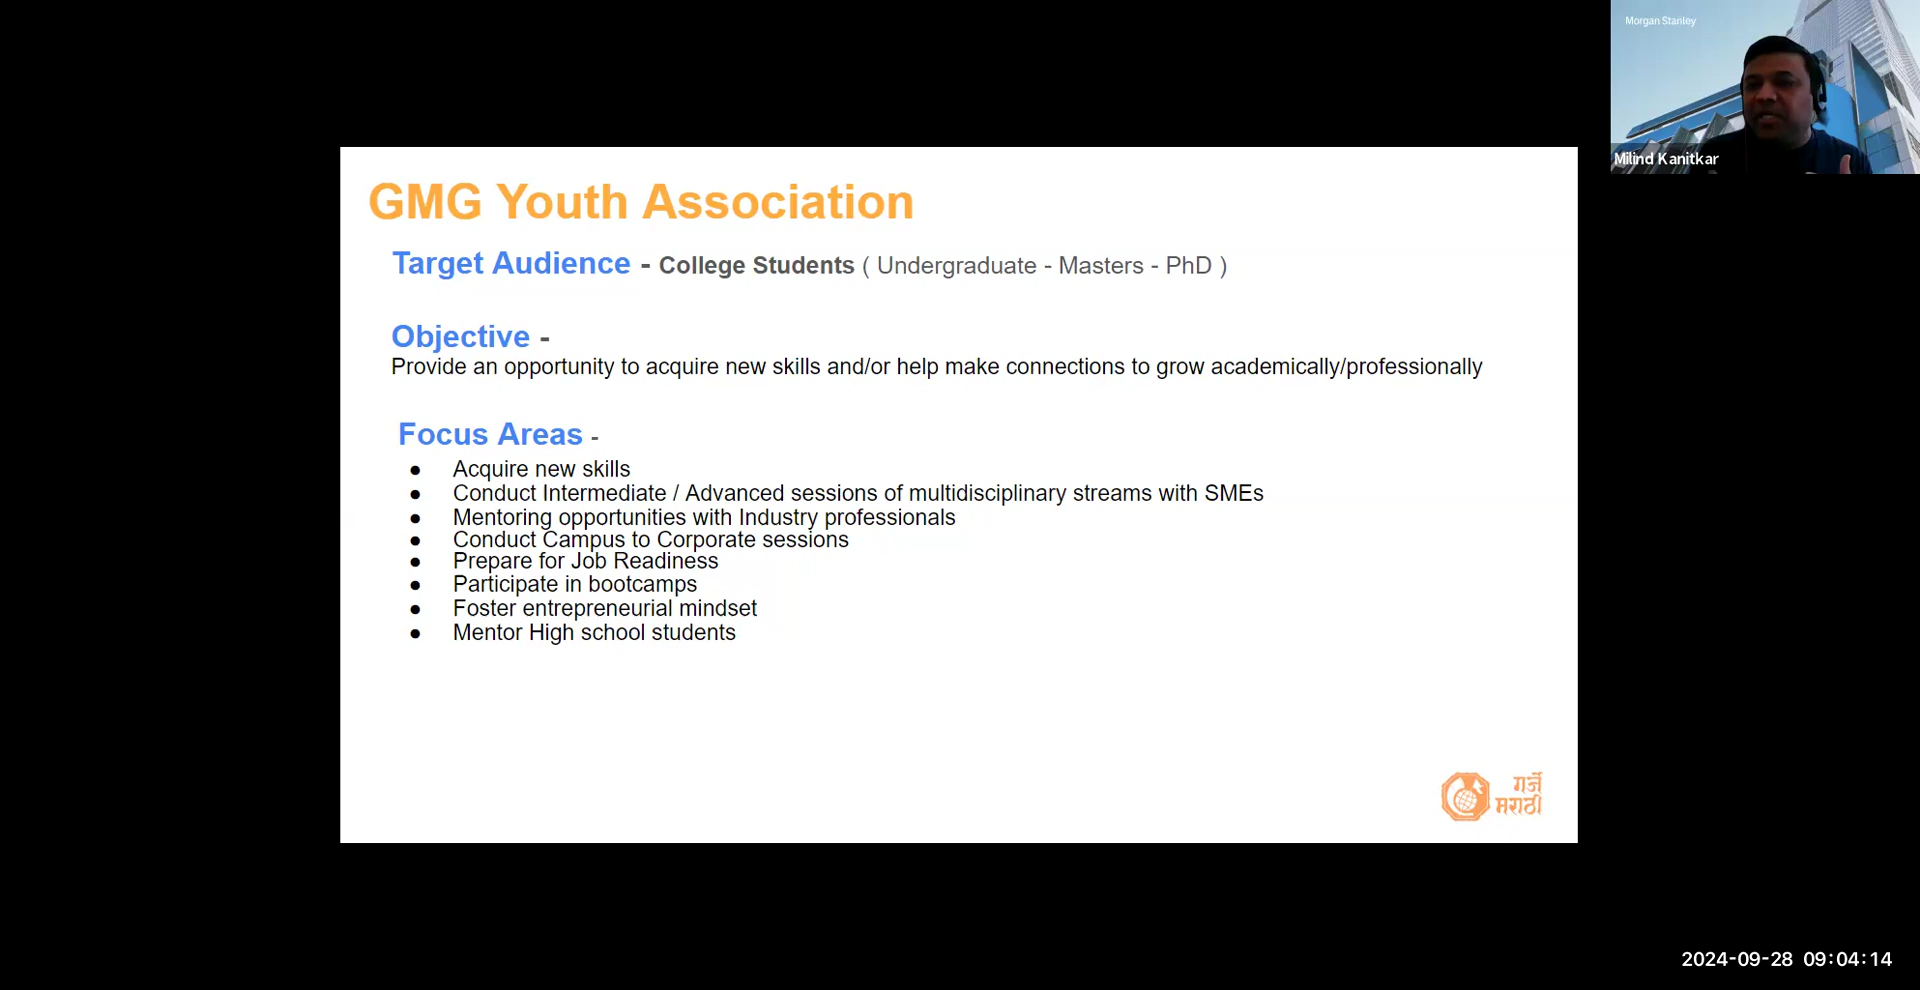 Morgan Stanley
Milind Kanitkar
GMG Youth Association
Target Audience - College Students ( Undergraduate - Masters - PhD )
Objective -
Provide an opportunity to acquire new skills and/or help make connections to grow academically/professionally
Focus Areas -
● Acquire new skills
● Conduct Intermediate / Advanced sessions of multidisciplinary streams with SMEs
● Mentoring opportunities with Industry professionals
● Conduct Campus to Corporate sessions
● Prepare for Job Readiness
● Participate in bootcamps
● Foster entrepreneurial mindset
● Mentor High school students
गर्जे
मराठी
2024-09-28 09:04:14